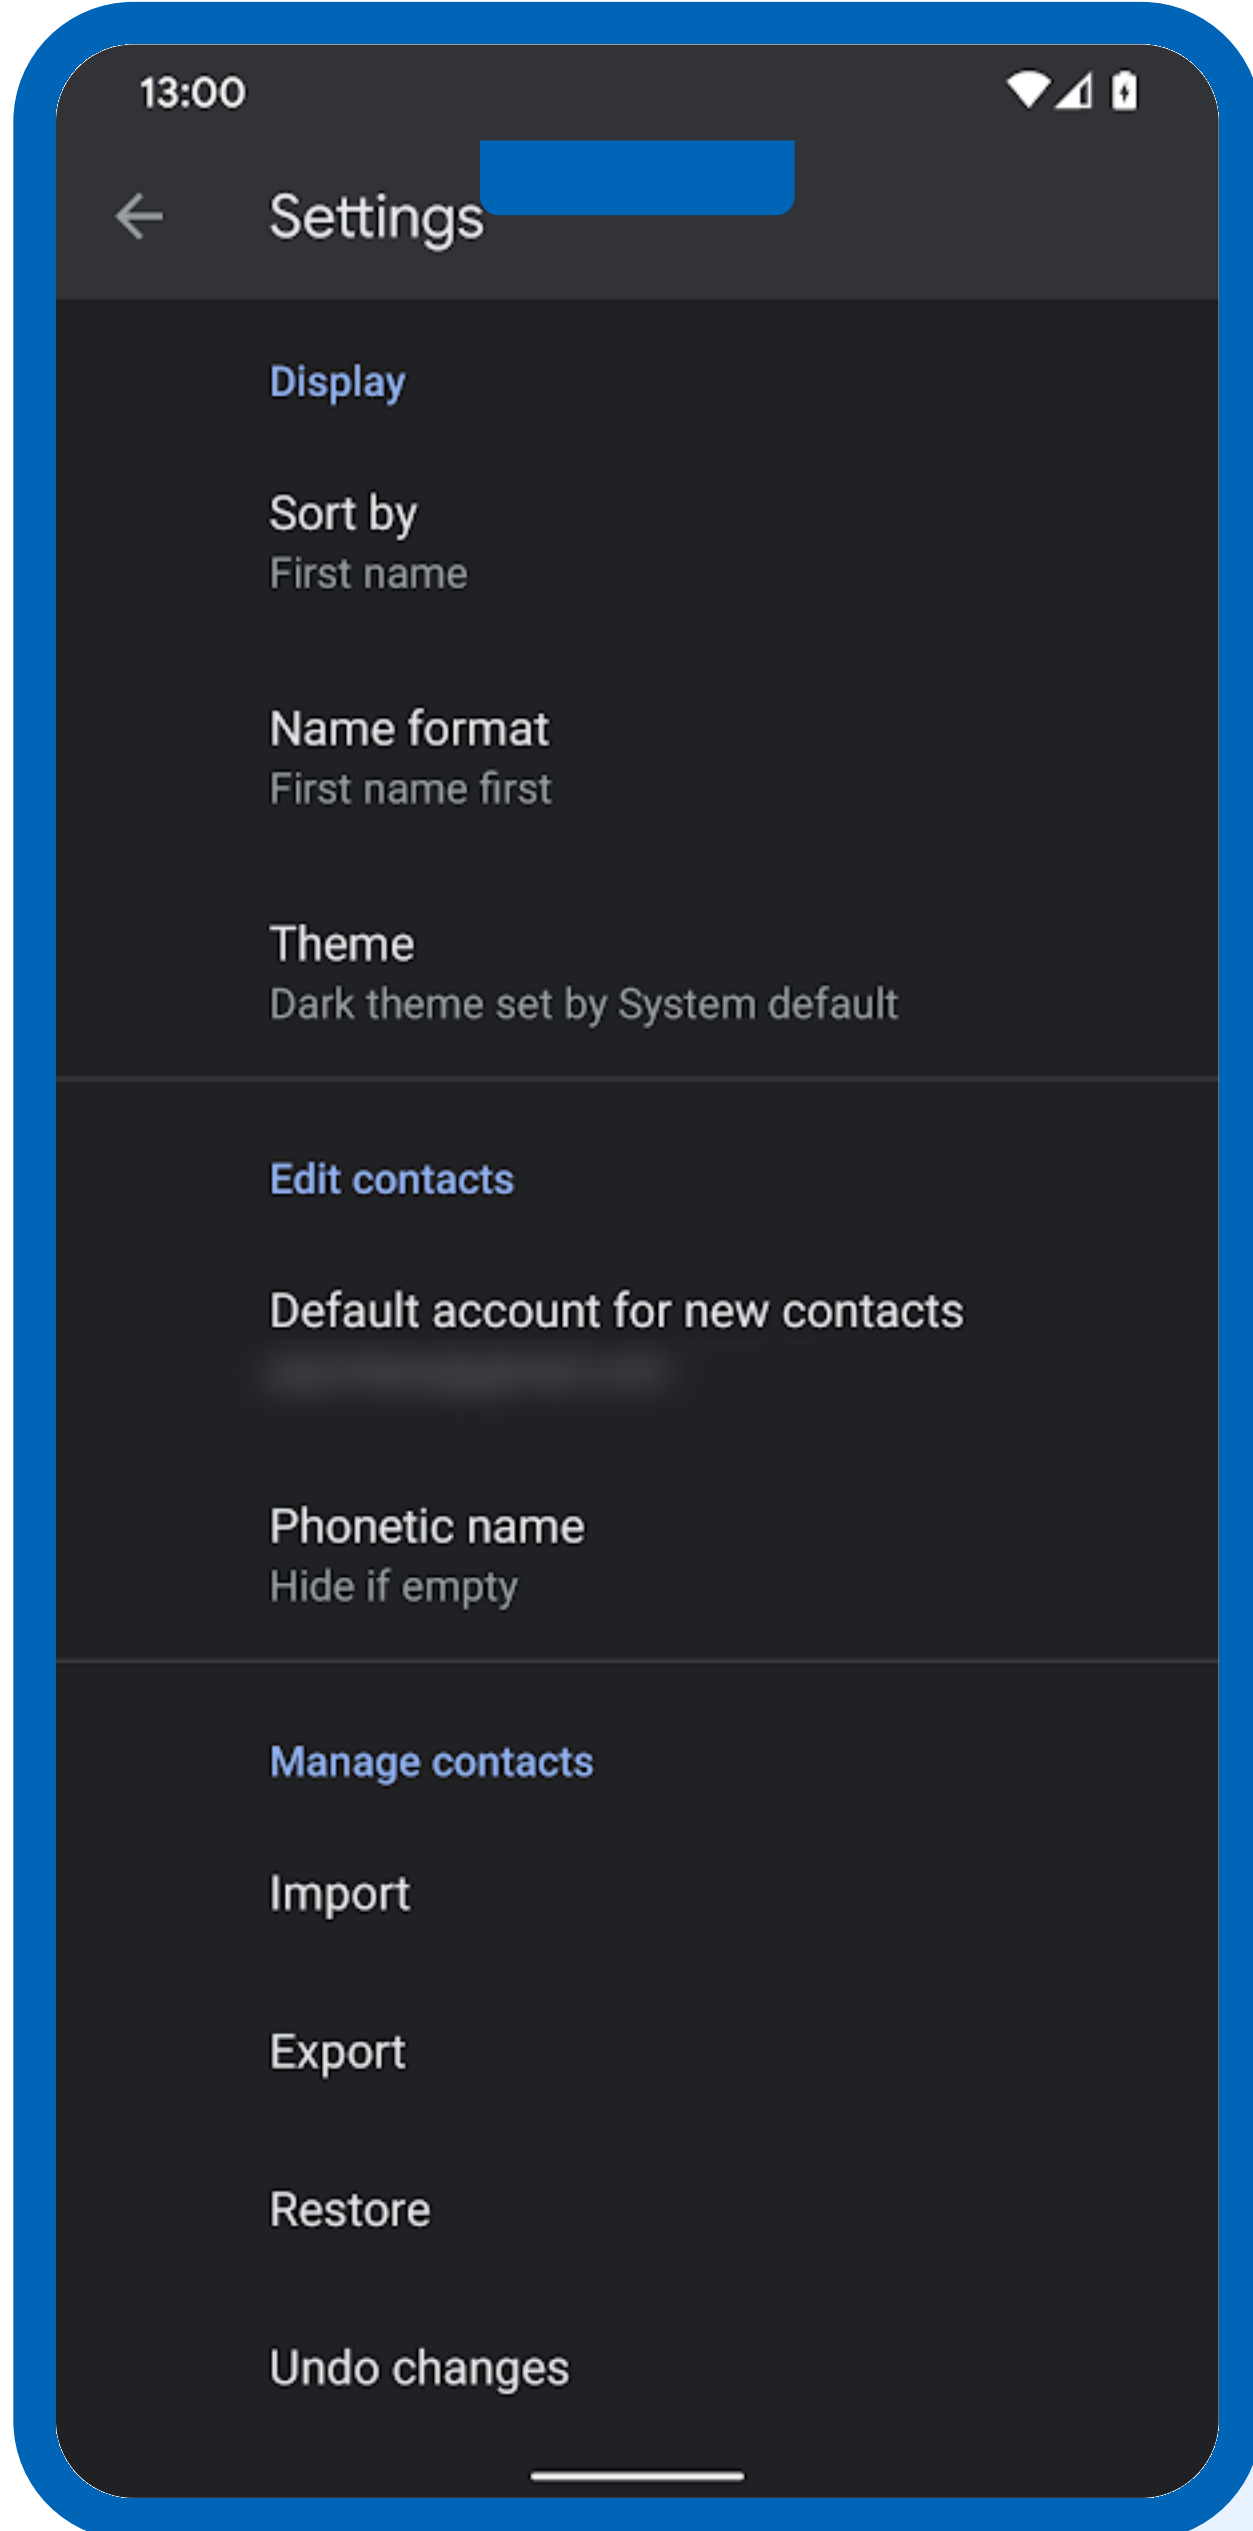 13:00
Settings
Display
Sort by
First name
Name format
First name first
Theme
Dark theme set by System default
Edit contacts
Default account for new contacts
Phonetic name
Hide if empty
Manage contacts
Import
Export
Restore
Undo changes